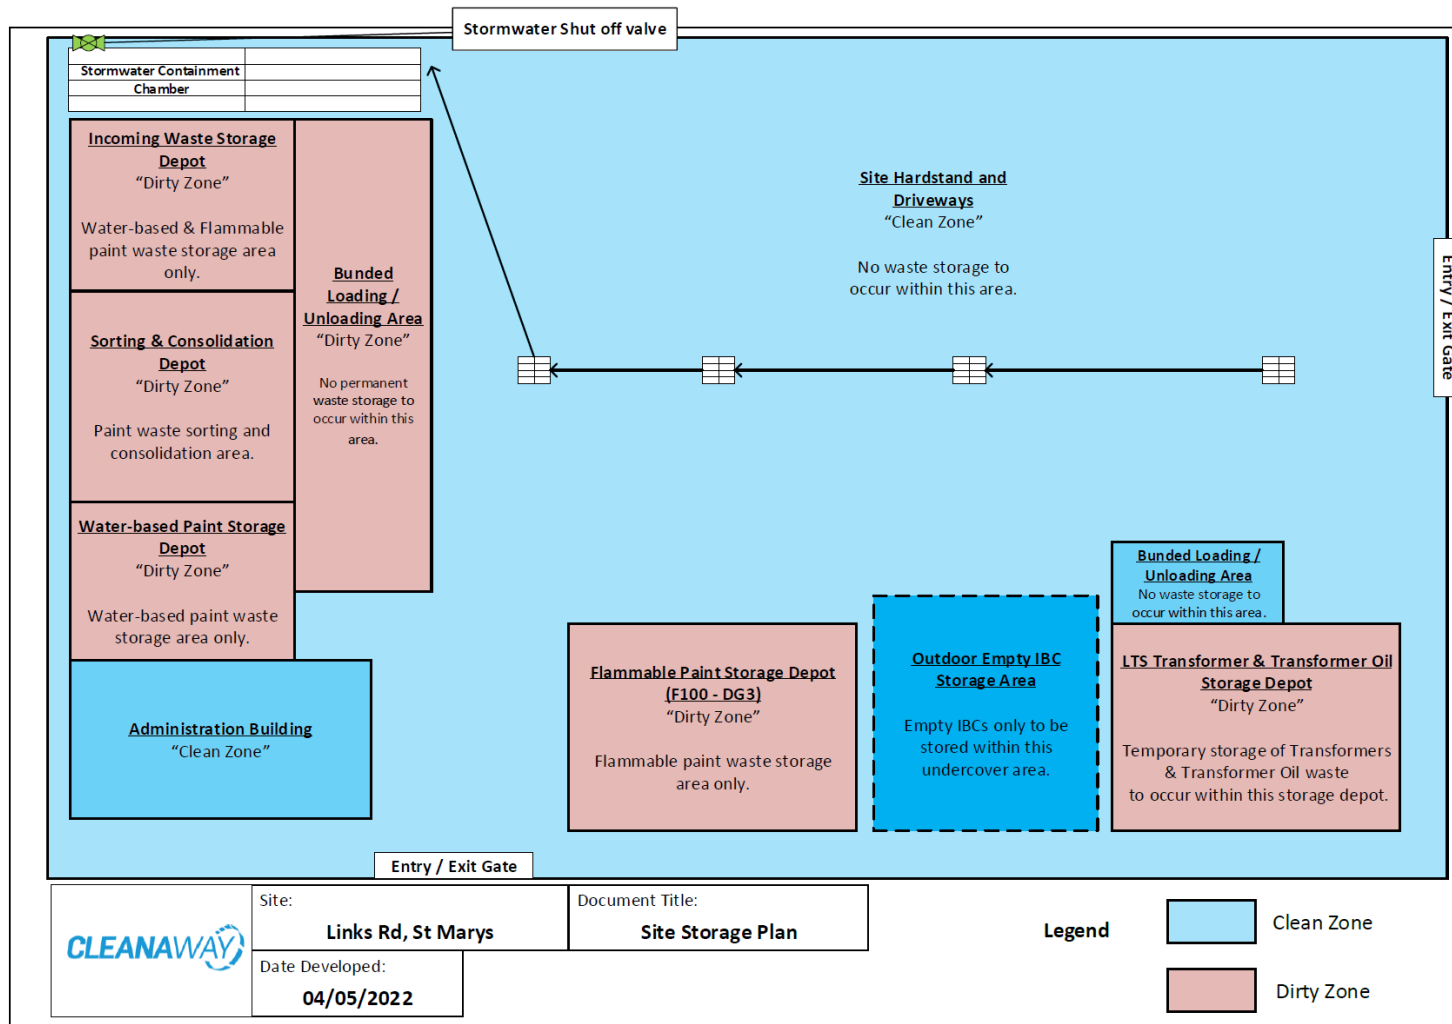 Stormwater Shut off valve
Stormwater Containment
Chamber
Incoming Waste Storage
Depot
“Dirty Zone”
Water-based & Flammable
paint waste storage area
only.
Sorting & Consolidation
Depot
“Dirty Zone”
Paint waste sorting and
consolidation area.
Water-based Paint Storage
Depot
“Dirty Zone”
Water-based paint waste
storage area only.
Bunded
Loading /
Unloading Area
“Dirty Zone”
No permanent
waste storage to
occur within this
area.
Administration Building
“Clean Zone”
Site Hardstand and
Driveways
“Clean Zone”
No waste storage to
occur within this area.
Entry / Exit Gate
Flammable Paint Storage Depot
(F100 - DG3)
“Dirty Zone”
Flammable paint waste storage
area only.
Outdoor Empty IBC
Storage Area
Empty IBCs only to be
stored within this
undercover area.
Bunded Loading /
Unloading Area
No waste storage to
occur within this area.
LTS Transformer & Transformer Oil
Storage Depot
“Dirty Zone”
Temporary storage of Transformers
& Transformer Oil waste
to occur within this storage depot.
Entry / Exit Gate
CLEANAWAY
Site:
Links Rd, St Marys
Document Title:
Site Storage Plan
Date Developed:
04/05/2022
Legend
Clean Zone
Dirty Zone